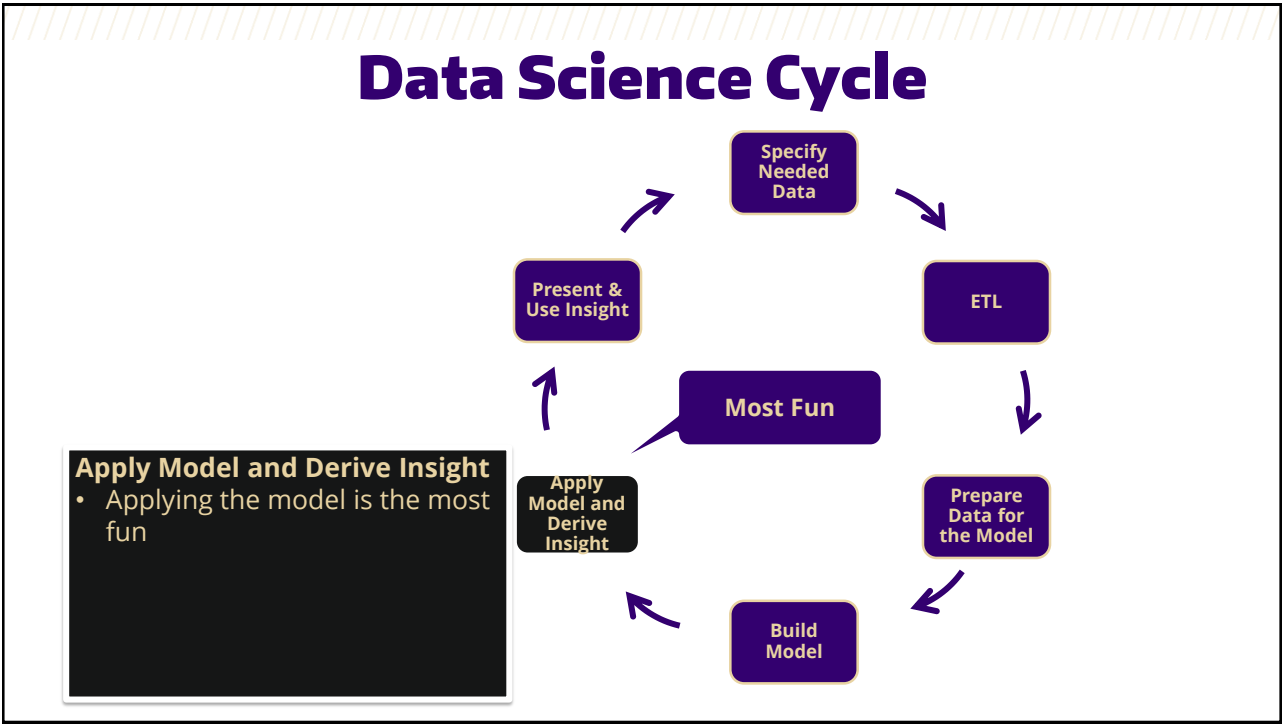 Data Science Cycle
Specify
Needed
Data
ETL
Prepare
Data for
the Model
Build
Model
Apply
Model and
Derive
Insight
Present &
Use Insight
Most Fun
Apply Model and Derive Insight
• Applying the model is the most
fun